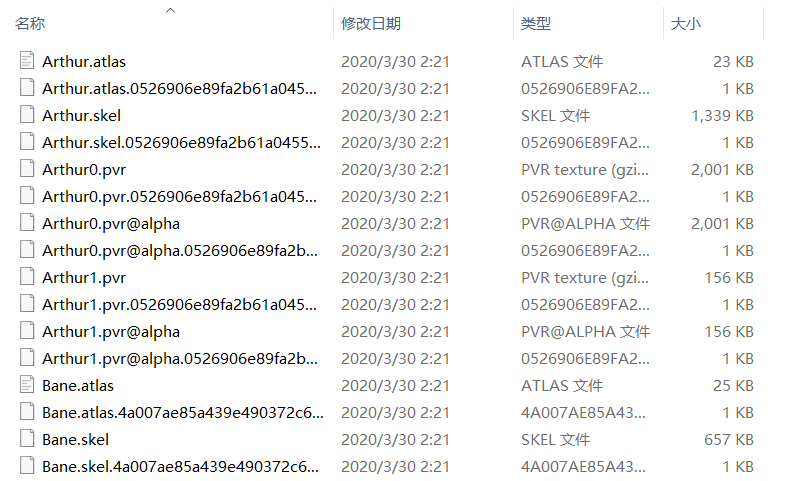 名称 修改日期 类型 大小
Arthur.atlas 2020/3/30 2:21 ATLAS 文件 23 KB
Arthur.atlas.0526906e89fa2b61a045... 2020/3/30 2:21 0526906E89FA2... 1 KB
Arthur.skel 2020/3/30 2:21 SKEL 文件 1,339 KB
Arthur.skel.0526906e89fa2b61a0455... 2020/3/30 2:21 0526906E89FA2... 1 KB
Arthur0.pvr 2020/3/30 2:21 PVR texture (gzi... 2,001 KB
Arthur0.pvr.0526906e89fa2b61a045... 2020/3/30 2:21 0526906E89FA2... 1 KB
Arthur0.pvr@alpha 2020/3/30 2:21 PVR@ALPHA 文件 2,001 KB
Arthur0.pvr@alpha.0526906e89fa2b... 2020/3/30 2:21 0526906E89FA2... 1 KB
Arthur1.pvr 2020/3/30 2:21 PVR texture (gzi... 156 KB
Arthur1.pvr.0526906e89fa2b61a045... 2020/3/30 2:21 0526906E89FA2... 1 KB
Arthur1.pvr@alpha 2020/3/30 2:21 PVR@ALPHA 文件 156 KB
Arthur1.pvr@alpha.0526906e89fa2b... 2020/3/30 2:21 0526906E89FA2... 1 KB
Bane.atlas 2020/3/30 2:21 ATLAS 文件 25 KB
Bane.atlas.4a007ae85a439e490372c6... 2020/3/30 2:21 4A007AE85A43... 1 KB
Bane.skel 2020/3/30 2:21 SKEL 文件 657 KB
Bane.skel.4a007ae85a439e490372c6... 2020/3/30 2:21 4A007AE85A43... 1 KB